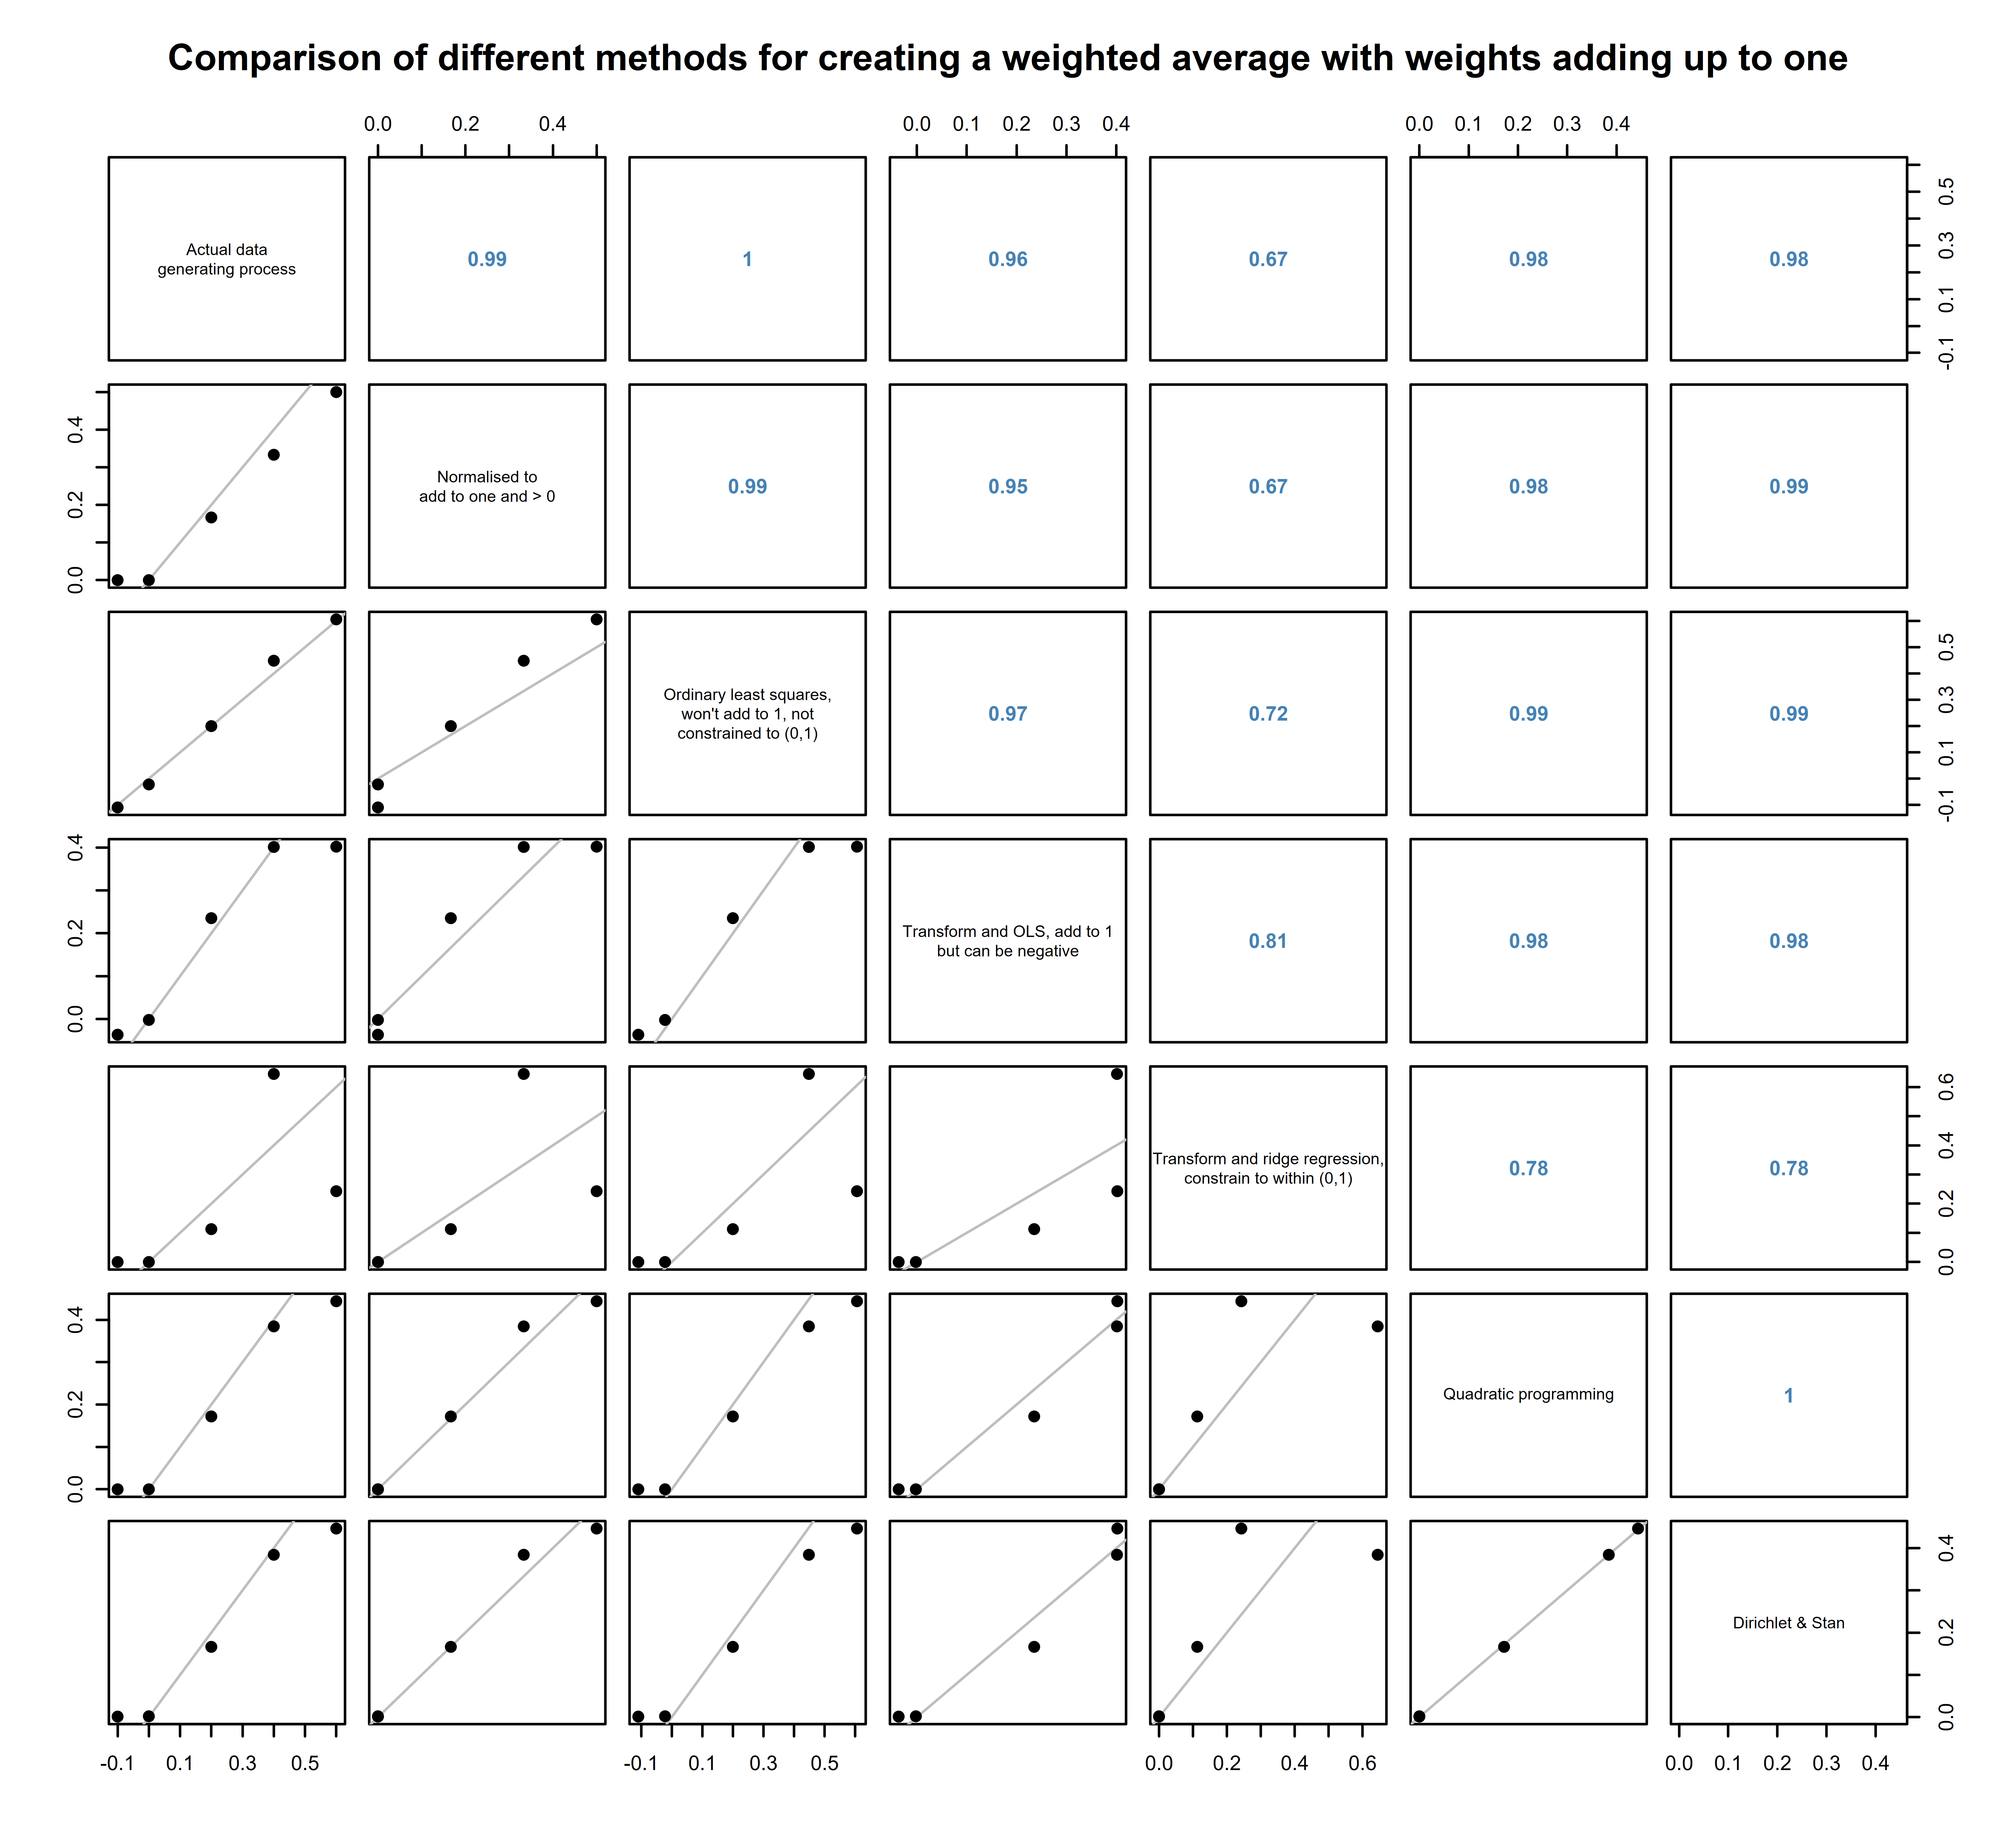 Comparison of different methods for creating a weighted average with weights adding up to one
0.0 0.2 0.4 0.0 0.1 0.2 0.3 0.4 0.0 0.1 0.2 0.3 0.4
Actual data
generating process
0.99 1 0.96 0.67 0.98 0.98
-0.1 0.1 0.3 0.5
0.0 0.2 0.4
Normalised to
add to one and > 0
0.99 0.95 0.67 0.98 0.99
Ordinary least squares,
won't add to 1, not
constrained to (0,1)
0.97 0.72 0.99 0.99
-0.1 0.1 0.3 0.5
0.0 0.2 0.4
Transform and OLS, add to 1
but can be negative
0.81 0.98 0.98
Transform and ridge regression,
constrain to within (0,1)
0.78 0.78
0.0 0.2 0.4 0.6
0.0 0.2 0.4
Quadratic programming
1
Dirichlet & Stan
0.0 0.2 0.4
-0.1 0.1 0.3 0.5 -0.1 0.1 0.3 0.5 0.0 0.2 0.4 0.6 0.0 0.1 0.2 0.3 0.4